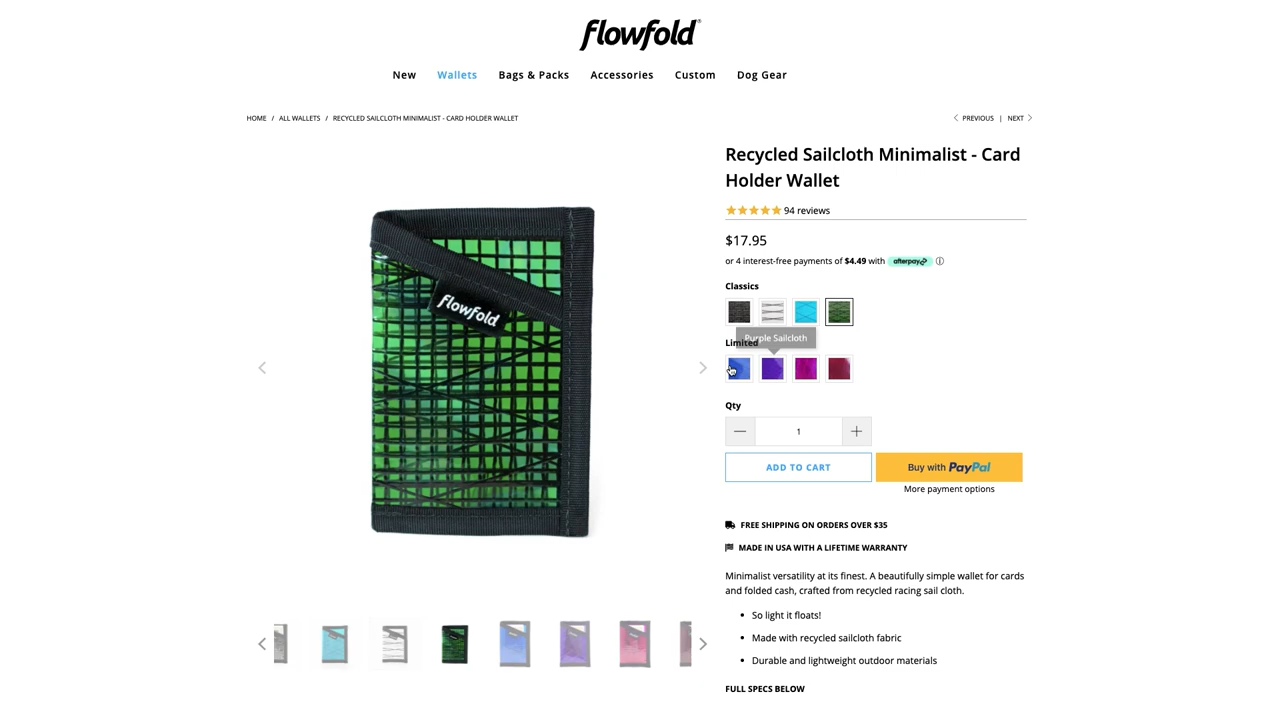 flowfold
New Wallets Bags & Packs Accessories Custom Dog Gear
HOME / ALL WALLETS / RECYCLED SAILCLOTH MINIMALIST - CARD HOLDER WALLET
PREVIOUS | NEXT
Recycled Sailcloth Minimalist - Card
Holder Wallet
94 reviews
$17.95
or 4 interest-free payments of $4.49 with afterpay
Classics
flowfold
Purple Sailcloth
Limited
Qty
1
ADD TO CART
Buy with PayPal
More payment options
FREE SHIPPING ON ORDERS OVER $35
MADE IN USA WITH A LIFETIME WARRANTY
Minimalist versatility at its finest. A beautifully simple wallet for cards
and folded cash, crafted from recycled racing sail cloth.
• So light it floats!
• Made with recycled sailcloth fabric
• Durable and lightweight outdoor materials
FULL SPECS BELOW